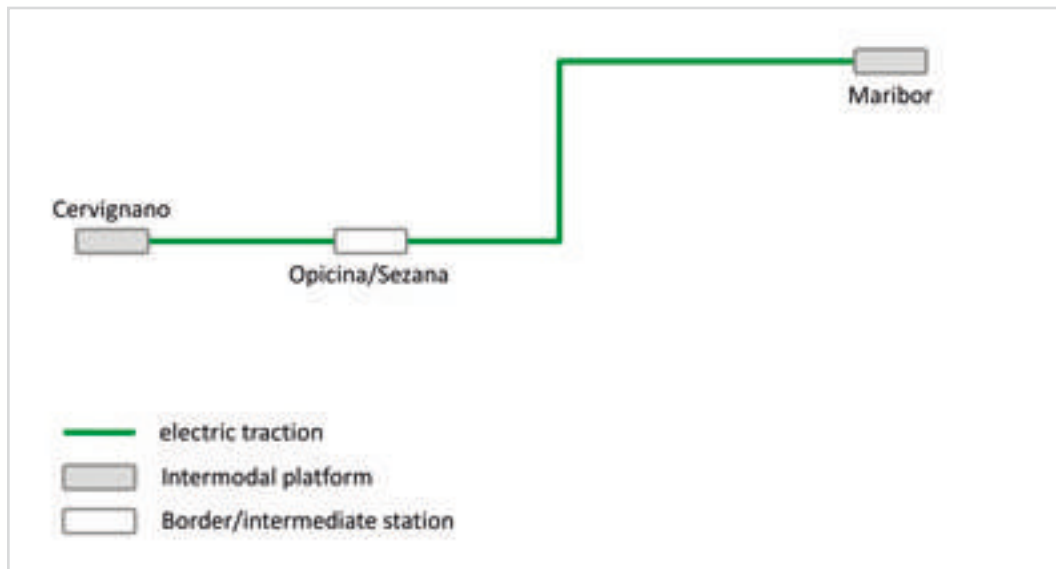 Maribor
Cervignano
Opicina/Sezana
electric traction
Intermodal platform
Border/intermediate station